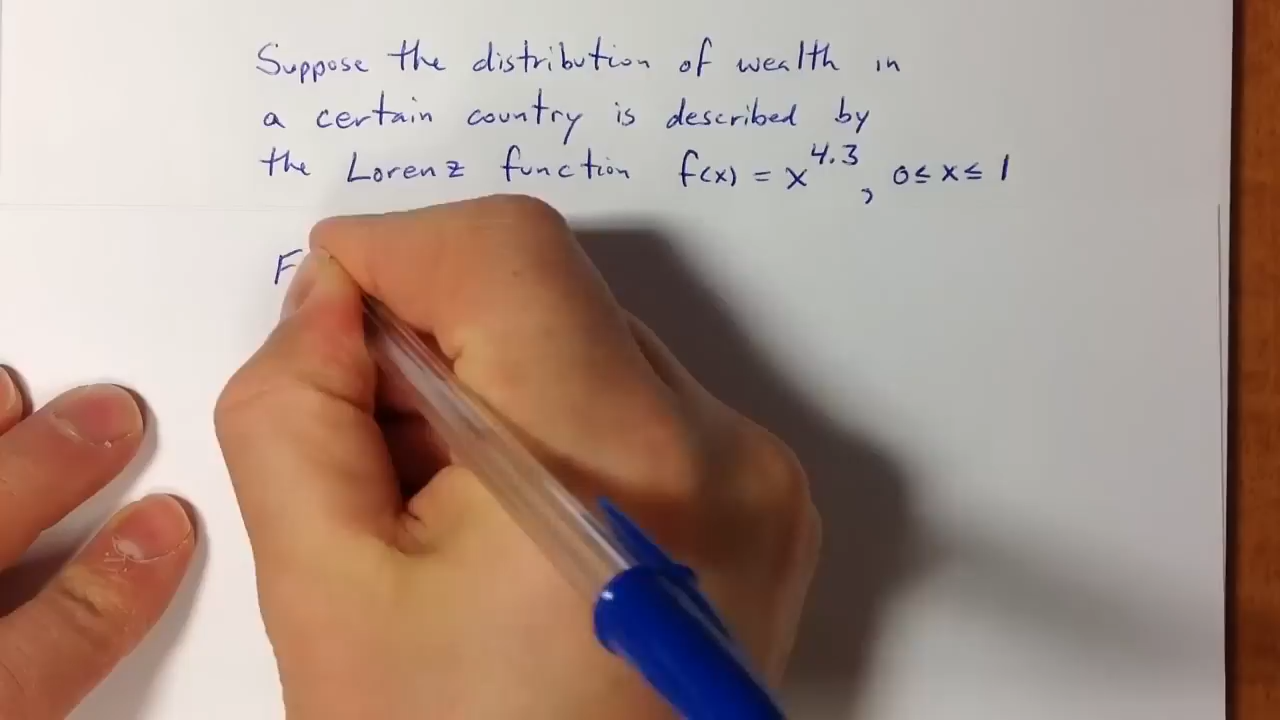 Suppose the distribution of wealth in
a certain country is described by
the Lorenz function f(x) = x^4.3, 0 ≤ x ≤ 1
F